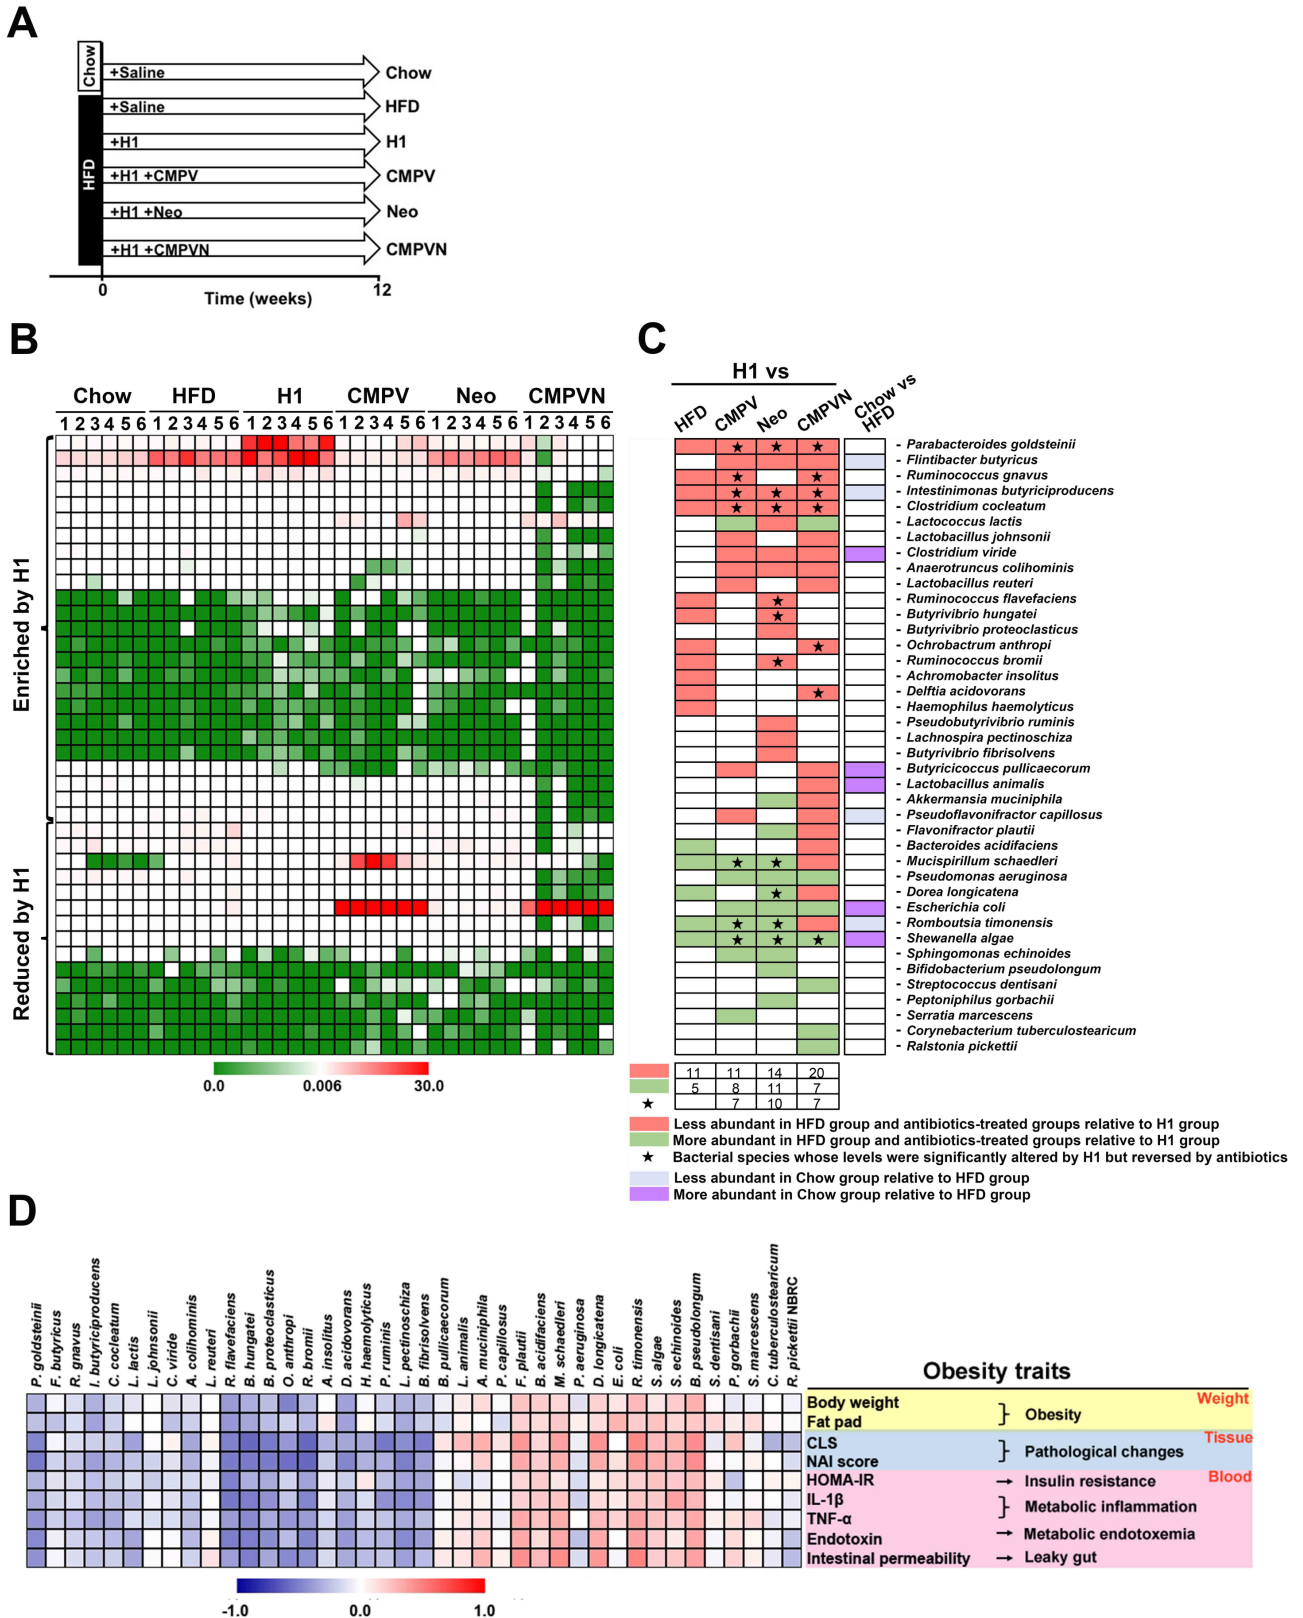 A
Chow
+Saline
Chow
HFD
+Saline
HFD
+H1
H1
+H1 +CMPV
CMPV
+H1 +Neo
Neo
+H1 +CMPVN
CMPVN
0
12
Time (weeks)
B
Chow HFD H1 CMPV Neo CMPVN
1 2 3 4 5 6 1 2 3 4 5 6 1 2 3 4 5 6 1 2 3 4 5 6 1 2 3 4 5 6 1 2 3 4 5 6
Enriched by H1
Reduced by H1
0.0 0.006 30.0
C
H1 vs
HFD CMPV Neo CMPVN
Chow vs
HFD
- Parabacteroides goldsteinii
- Flintibacter butyricus
- Ruminococcus gnavus
- Intestinimonas butyriciproducens
- Clostridium cocleatum
- Lactococcus lactis
- Lactobacillus johnsonii
- Clostridium viride
- Anaerotruncus colihominis
- Lactobacillus reuteri
- Ruminococcus flavefaciens
- Butyrivibrio hungatei
- Butyrivibrio proteoclasticus
- Ochrobactrum anthropi
- Ruminococcus bromii
- Achromobacter insolitus
- Delftia acidovorans
- Haemophilus haemolyticus
- Pseudobutyrivibrio ruminis
- Lachnospira pectinoschiza
- Butyrivibrio fibrisolvens
- Butyricicoccus pullicaecorum
- Lactobacillus animalis
- Akkermansia muciniphila
- Pseudoflavonifractor capillosus
- Flavonifractor plautii
- Bacteroides acidifaciens
- Mucispirillum schaedleri
- Pseudomonas aeruginosa
- Dorea longicatena
- Escherichia coli
- Romboutsia timonensis
- Shewanella algae
- Sphingomonas echinoides
- Bifidobacterium pseudolongum
- Streptococcus dentisani
- Peptoniphilus gorbachii
- Serratia marcescens
- Corynebacterium tuberculostearicum
- Ralstonia pickettii
11 11 14 20
5 8 11 7
★ 7 10 7
Less abundant in HFD group and antibiotics-treated groups relative to H1 group
More abundant in HFD group and antibiotics-treated groups relative to H1 group
★ Bacterial species whose levels were significantly altered by H1 but reversed by antibiotics
Less abundant in Chow group relative to HFD group
More abundant in Chow group relative to HFD group
D
P. goldsteinii
F. butyricus
R. gnavus
I. butyriciproducens
C. cocleatum
L. lactis
L. johnsonii
C. viride
A. colihominis
L. reuteri
R. flavefaciens
B. hungatei
B. proteoclasticus
O. anthropi
R. bromii
A. insolitus
D. acidovorans
H. haemolyticus
P. ruminis
L. pectinoschiza
B. fibrisolvens
B. pullicaecorum
L. animalis
A. muciniphila
P. capillosus
F. plautii
B. acidifaciens
M. schaedleri
P. aeruginosa
D. longicatena
E. coli
R. timonensis
S. algae
S. echinoides
B. pseudolongum
S. dentisani
P. gorbachii
S. marcescens
C. tuberculostearicum
R. pickettii NBRC
Obesity traits
Body weight
Fat pad
Obesity
Weight
CLS
NAI score
Pathological changes
Tissue
HOMA-IR → Insulin resistance
Blood
IL-1β
TNF-α
Metabolic inflammation
Endotoxin → Metabolic endotoxemia
Intestinal permeability → Leaky gut
-1.0 0.0 1.0